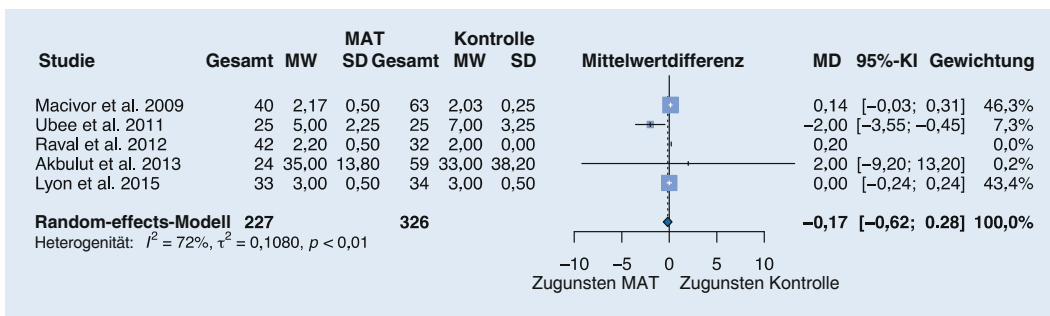 MAT Kontrolle
Studie Gesamt MW SD Gesamt MW SD Mittelwertdifferenz MD 95%-KI Gewichtung
Macivor et al. 2009 40 2,17 0,50 63 2,03 0,25 0,14 [−0,03; 0,31] 46,3%
Ubee et al. 2011 25 5,00 2,25 25 7,00 3,25 −2,00 [−3,55; −0,45] 7,3%
Raval et al. 2012 42 2,20 0,50 32 2,00 0,00 0,20 0,0%
Akbulut et al. 2013 24 35,00 13,80 59 33,00 38,20 2,00 [−9,20; 13,20] 0,2%
Lyon et al. 2015 33 3,00 0,50 34 3,00 0,50 0,00 [−0,24; 0,24] 43,4%
Random-effects-Modell 227 326 −0,17 [−0,62; 0.28] 100,0%
Heterogenität: I² = 72%, τ² = 0,1080, p < 0,01
−10 −5 0 5 10
Zugunsten MAT Zugunsten Kontrolle